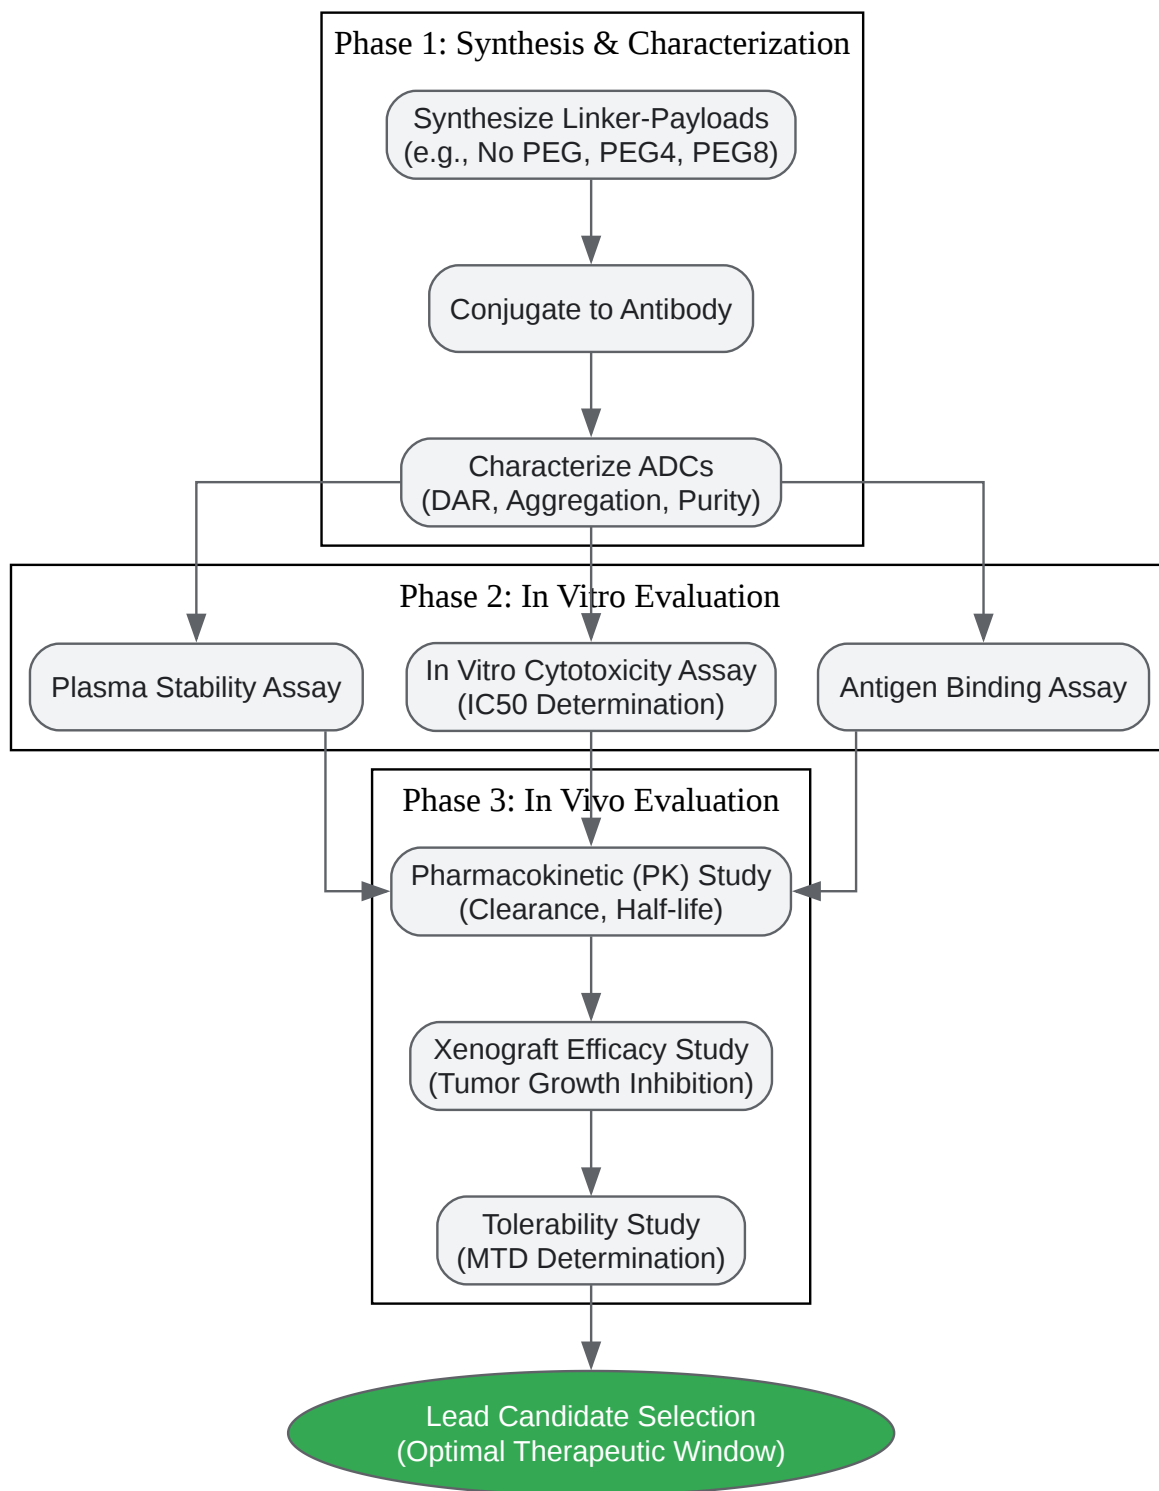 Phase 1: Synthesis & Characterization
Synthesize Linker-Payloads
(e.g., No PEG, PEG4, PEG8)
Conjugate to Antibody
Characterize ADCs
(DAR, Aggregation, Purity)
Phase 2: In Vitro Evaluation
Plasma Stability Assay
In Vitro Cytotoxicity Assay
(IC50 Determination)
Antigen Binding Assay
Phase 3: In Vivo Evaluation
Pharmacokinetic (PK) Study
(Clearance, Half-life)
Xenograft Efficacy Study
(Tumor Growth Inhibition)
Tolerability Study
(MTD Determination)
Lead Candidate Selection
(Optimal Therapeutic Window)